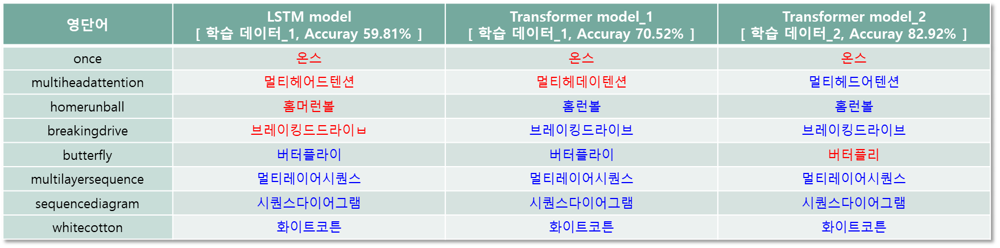 영단어
LSTM model
[ 학습 데이터_1, Accuray 59.81% ]
Transformer model_1
[ 학습 데이터_1, Accuray 70.52% ]
Transformer model_2
[ 학습 데이터_2, Accuray 82.92% ]
once 온스 온스 온스
multiheadattention 멀티헤어드텐션 멀티헤데이텐션 멀티헤드어텐션
homerunball 홈머런볼 홈런볼 홈런볼
breakingdrive 브레이킹드드라이ㅂ 브레이킹드라이브 브레이킹드라이브
butterfly 버터플라이 버터플라이 버터플리
multilayersequence 멀티레이어시퀀스 멀티레이어시퀀스 멀티레이어시퀀스
sequencediagram 시퀀스다이어그램 시퀀스다이어그램 시퀀스다이어그램
whitecotton 화이트코튼 화이트코튼 화이트코튼